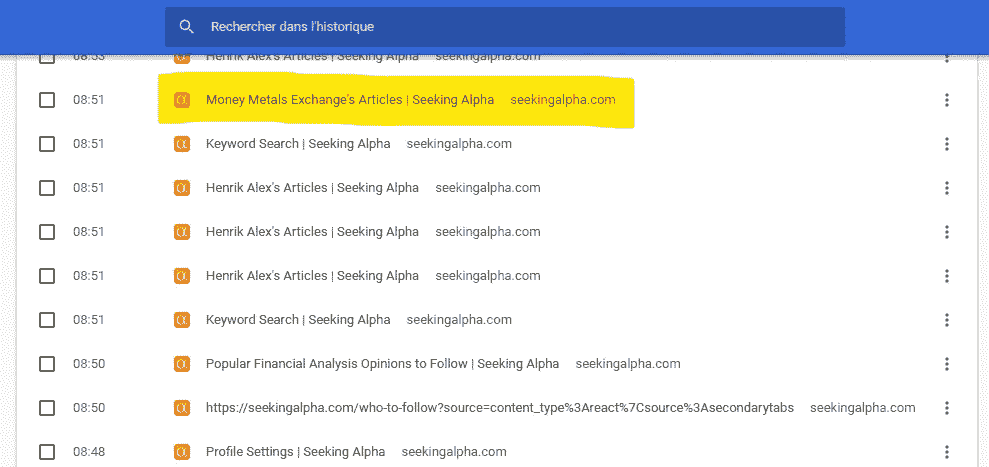 Rechercher dans l'historique
08:53 Henrik Alex's Articles | Seeking Alpha seekingalpha.com
08:51 Money Metals Exchange's Articles | Seeking Alpha seekingalpha.com
08:51 Keyword Search | Seeking Alpha seekingalpha.com
08:51 Henrik Alex's Articles | Seeking Alpha seekingalpha.com
08:51 Henrik Alex's Articles | Seeking Alpha seekingalpha.com
08:51 Henrik Alex's Articles | Seeking Alpha seekingalpha.com
08:51 Keyword Search | Seeking Alpha seekingalpha.com
08:50 Popular Financial Analysis Opinions to Follow | Seeking Alpha seekingalpha.com
08:50 https://seekingalpha.com/who-to-follow?source=content_type%3Areact%7Csource%3Asecondarytabs seekingalpha.com
08:48 Profile Settings | Seeking Alpha seekingalpha.com